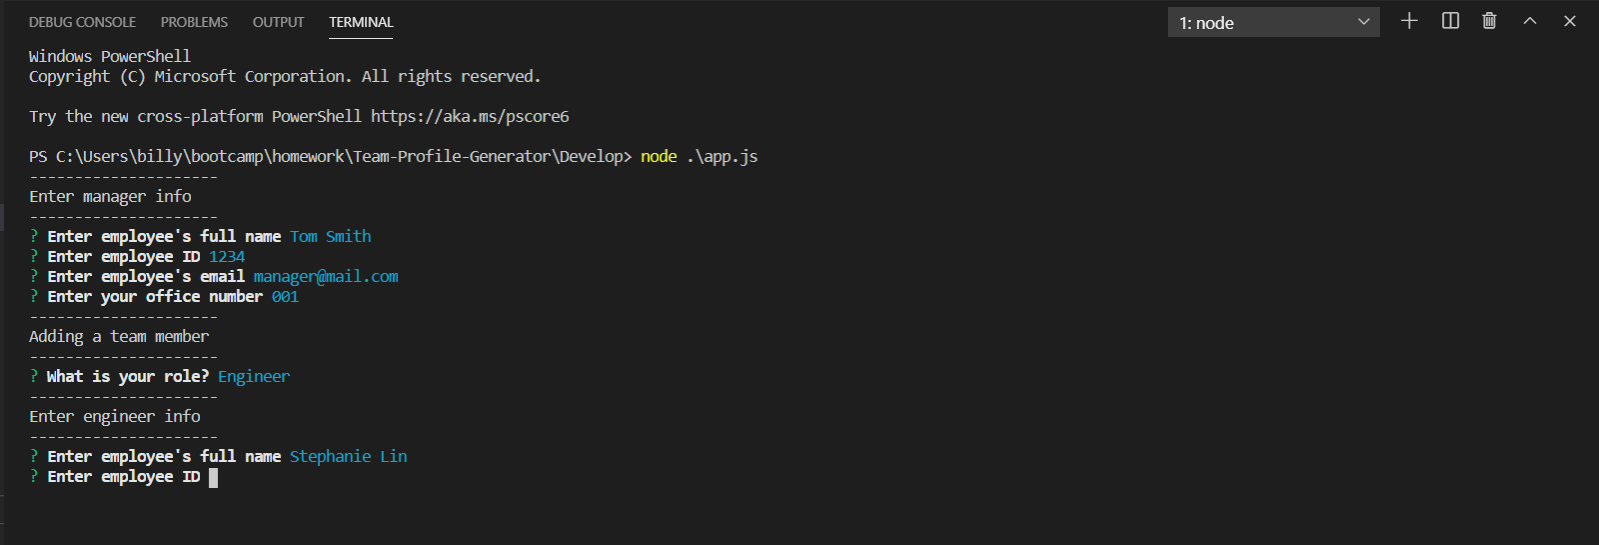 DEBUG CONSOLE PROBLEMS OUTPUT TERMINAL 1: node
Windows PowerShell
Copyright (C) Microsoft Corporation. All rights reserved.
Try the new cross-platform PowerShell https://aka.ms/pscore6
PS C:\Users\billy\bootcamp\homework\Team-Profile-Generator\Develop> node .\app.js
---------------------
Enter manager info
---------------------
? Enter employee's full name Tom Smith
? Enter employee ID 1234
? Enter employee's email manager@mail.com
? Enter your office number 001
---------------------
Adding a team member
---------------------
? What is your role? Engineer
---------------------
Enter engineer info
---------------------
? Enter employee's full name Stephanie Lin
? Enter employee ID